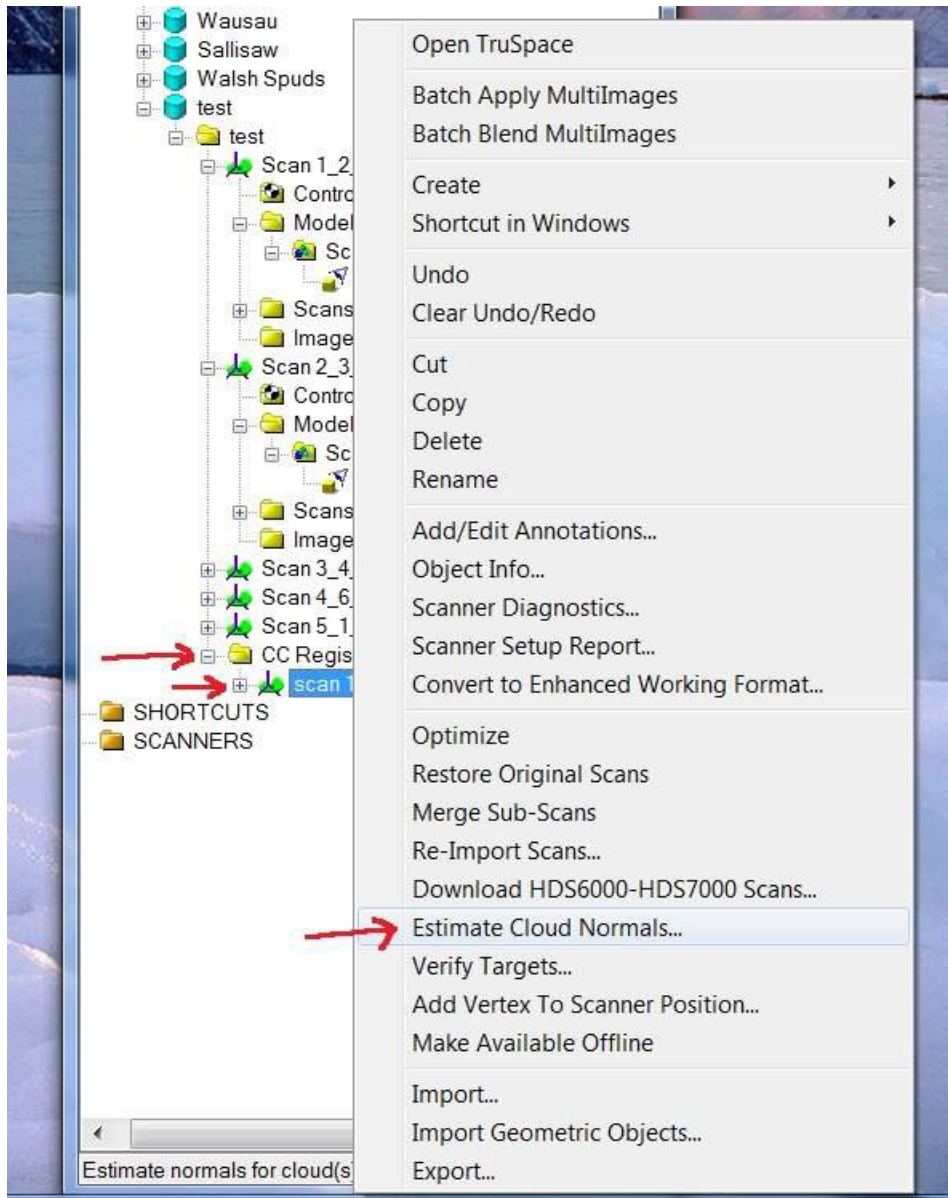 Wausau
Sallisaw
Walsh Spuds
test
test
Scan 1_2_
Contro
Model
Sc
Scans
Image
Scan 2_3_
Contro
Model
Sc
Scans
Image
Scan 3_4_
Scan 4_6_
Scan 5_1_
CC Regis
scan 1
SHORTCUTS
SCANNERS
Estimate normals for cloud(s)
Open TruSpace
Batch Apply MultiImages
Batch Blend MultiImages
Create
Shortcut in Windows
Undo
Clear Undo/Redo
Cut
Copy
Delete
Rename
Add/Edit Annotations...
Object Info...
Scanner Diagnostics...
Scanner Setup Report...
Convert to Enhanced Working Format...
Optimize
Restore Original Scans
Merge Sub-Scans
Re-Import Scans...
Download HDS6000-HDS7000 Scans...
Estimate Cloud Normals...
Verify Targets...
Add Vertex To Scanner Position...
Make Available Offline
Import...
Import Geometric Objects...
Export...